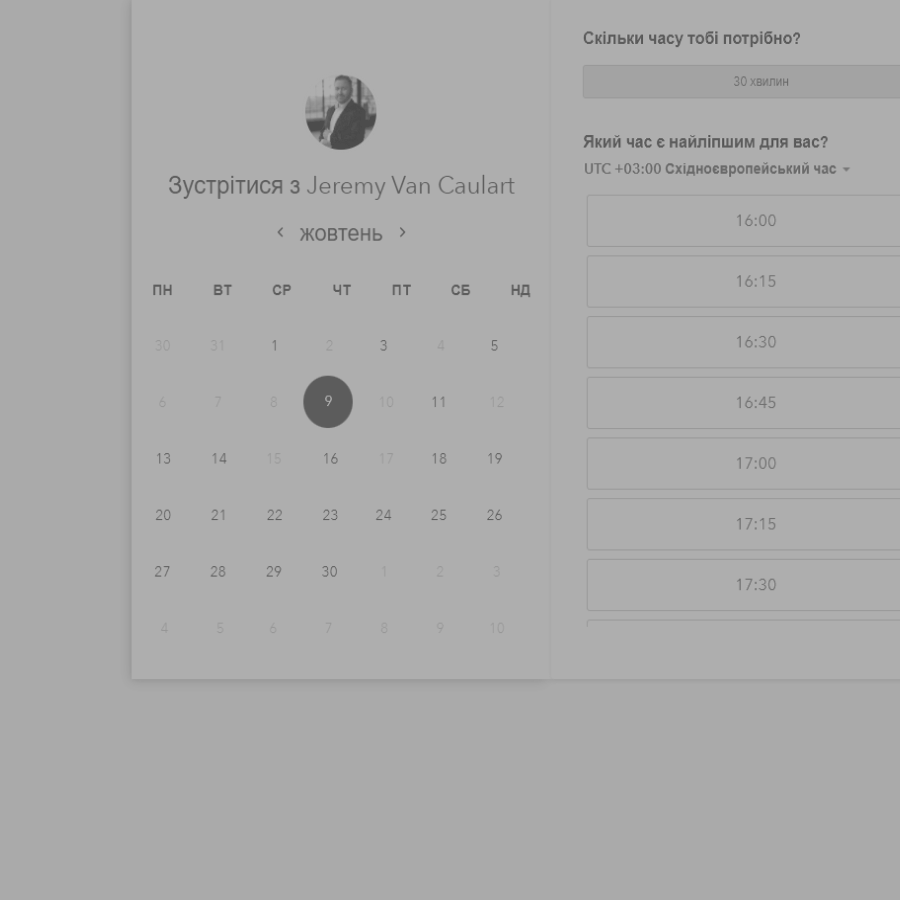 Зустрітися з Jeremy Van Caulart
‹ жовтень ›
ПН ВТ СР ЧТ ПТ СБ НД
30 31 1 2 3 4 5
6 7 8 9 10 11 12
13 14 15 16 17 18 19
20 21 22 23 24 25 26
27 28 29 30 1 2 3
4 5 6 7 8 9 10
Скільки часу тобі потрібно?
30 хвилин
Який час є найліпшим для вас?
UTC +03:00 Східноєвропейський час
16:00
16:15
16:30
16:45
17:00
17:15
17:30